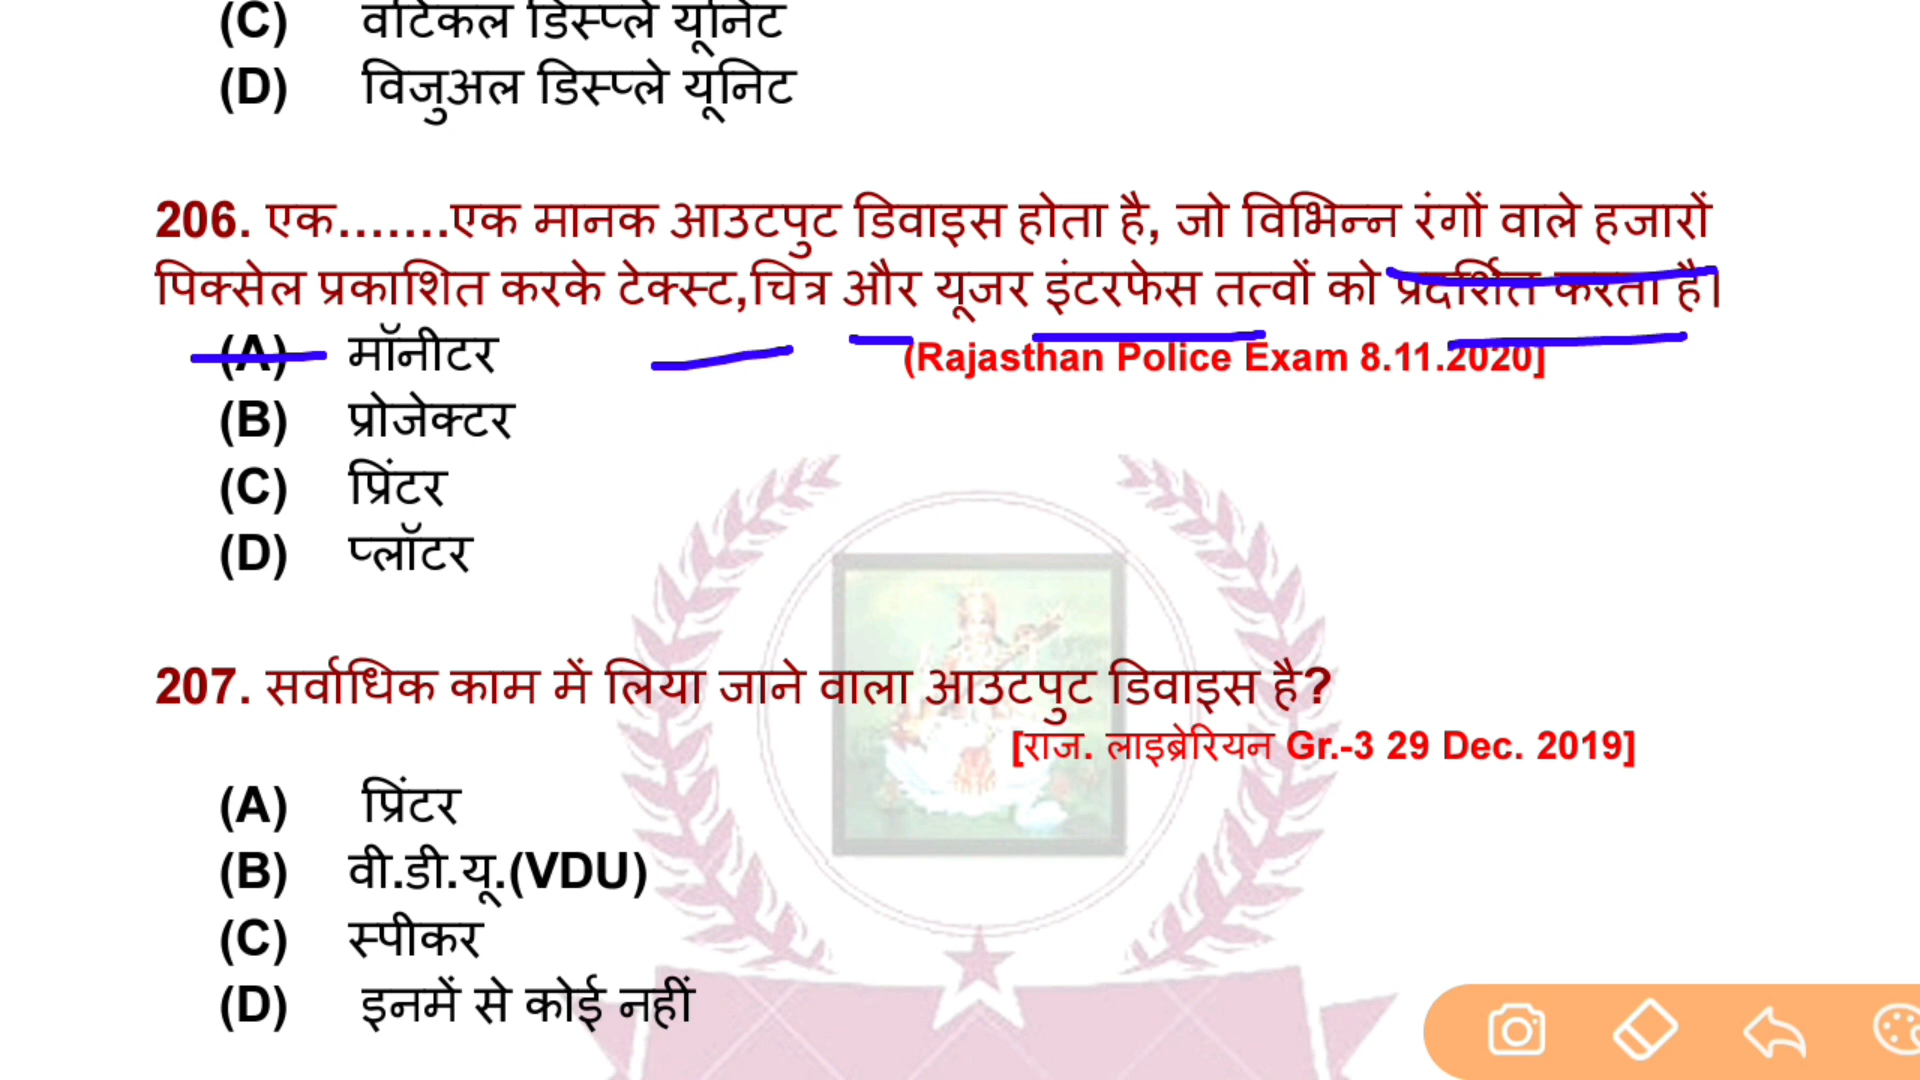 (C) वर्टिकल डिस्प्ले यूनिट
(D) विजुअल डिस्प्ले यूनिट
206. एक.......एक मानक आउटपुट डिवाइस होता है, जो विभिन्न रंगों वाले हजारों
पिक्सेल प्रकाशित करके टेक्स्ट,चित्र और यूजर इंटरफेस तत्वों को प्रदर्शित करता है।
(A) मॉनीटर (Rajasthan Police Exam 8.11.2020]
(B) प्रोजेक्टर
(C) प्रिंटर
(D) प्लॉटर
207. सर्वाधिक काम में लिया जाने वाला आउटपुट डिवाइस है?
[राज. लाइब्रेरियन Gr.-3 29 Dec. 2019]
(A) प्रिंटर
(B) वी.डी.यू.(VDU)
(C) स्पीकर
(D) इनमें से कोई नहीं